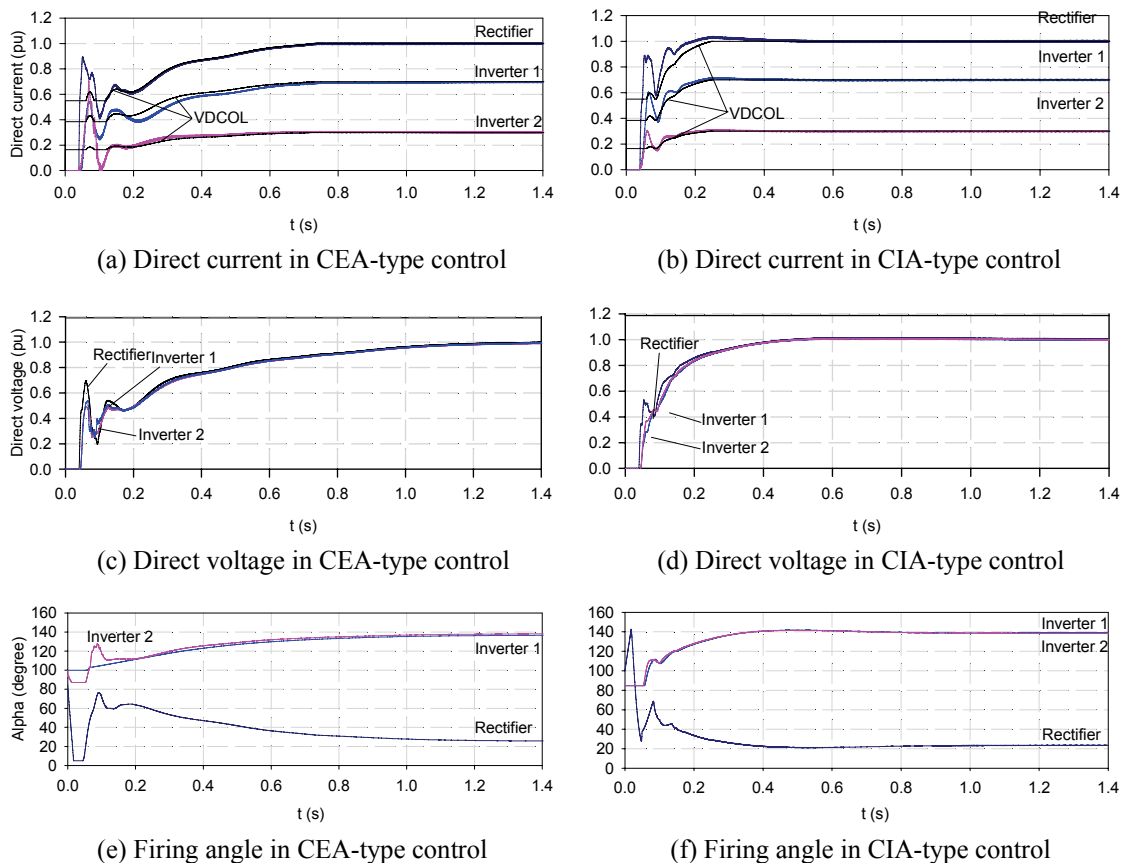 Direct current (pu)
1.2
1.0
0.8
0.6
0.4
0.2
0.0
Rectifier
Inverter 1
VDCOL
Inverter 2
0.0 0.2 0.4 0.6 0.8 1.0 1.2 1.4
t (s)
(a) Direct current in CEA-type control
Direct current (pu)
1.2
1.0
0.8
0.6
0.4
0.2
0.0
Rectifier
Inverter 1
Inverter 2
VDCOL
0.0 0.2 0.4 0.6 0.8 1.0 1.2 1.4
t (s)
(b) Direct current in CIA-type control
Direct voltage (pu)
1.2
1.0
0.8
0.6
0.4
0.2
0.0
Rectifier
Inverter 1
Inverter 2
0.0 0.2 0.4 0.6 0.8 1.0 1.2 1.4
t (s)
(c) Direct voltage in CEA-type control
Direct voltage (pu)
1.2
1.0
0.8
0.6
0.4
0.2
0.0
Rectifier
Inverter 1
Inverter 2
0.0 0.2 0.4 0.6 0.8 1.0 1.2 1.4
t (s)
(d) Direct voltage in CIA-type control
Alpha (degree)
160
140
120
100
80
60
40
20
0
Inverter 2
Inverter 1
Rectifier
0.0 0.2 0.4 0.6 0.8 1.0 1.2 1.4
t (s)
(e) Firing angle in CEA-type control
Alpha (degree)
160
140
120
100
80
60
40
20
0
Inverter 1
Inverter 2
Rectifier
0.0 0.2 0.4 0.6 0.8 1.0 1.2 1.4
t (s)
(f) Firing angle in CIA-type control